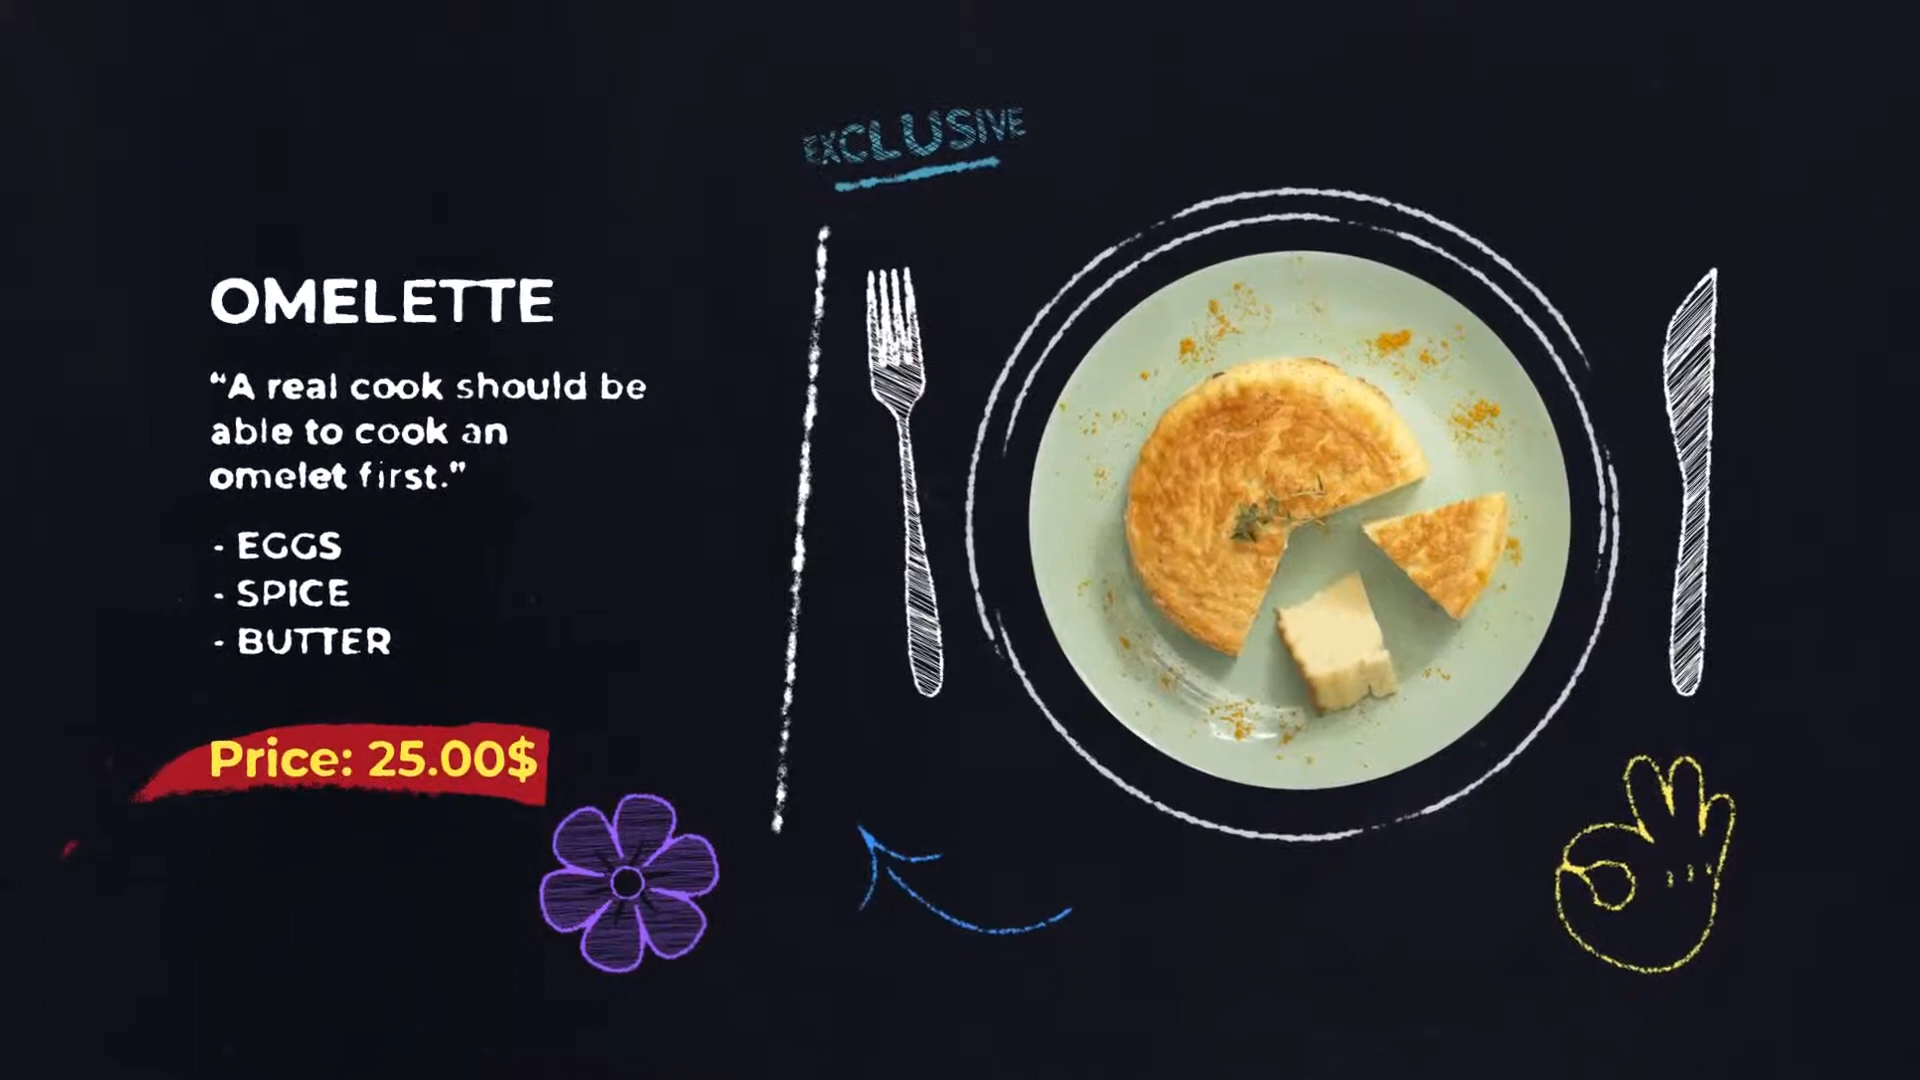 EXCLUSIVE
OMELETTE
“A real cook should be
able to cook an
omelet first.”
- EGGS
- SPICE
- BUTTER
Price: 25.00$